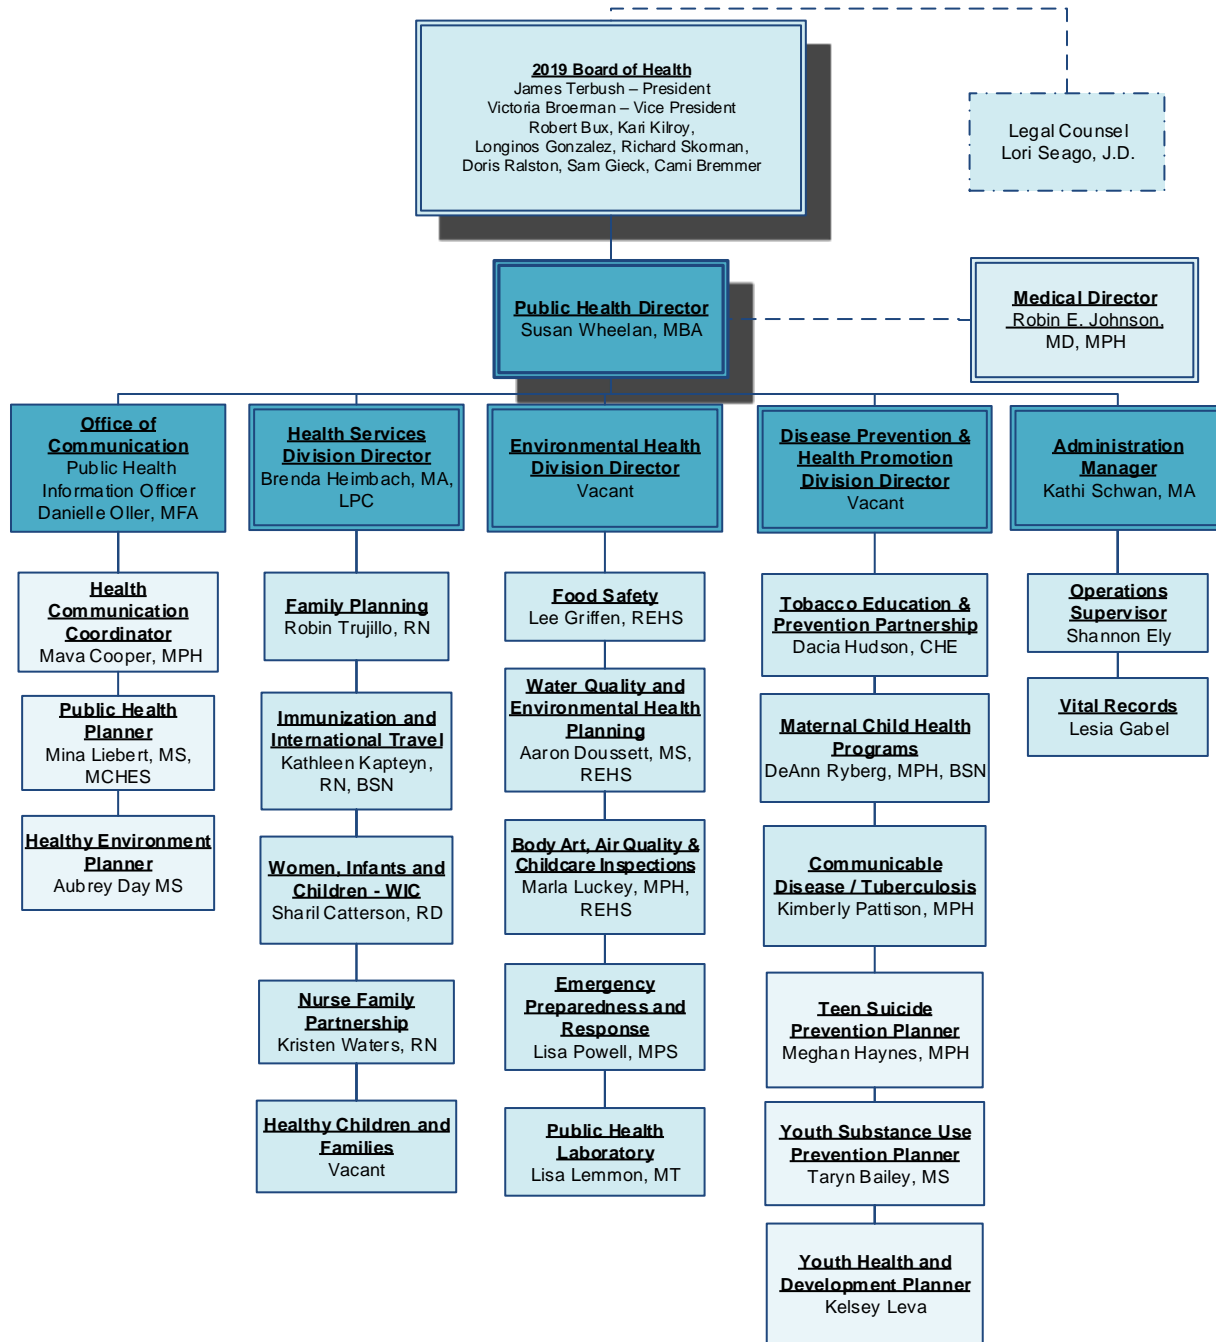 2019 Board of Health
James Terbush – President
Victoria Broerman – Vice President
Robert Bux, Kari Kilroy,
Longinos Gonzalez, Richard Skorman,
Doris Ralston, Sam Gieck, Cami Bremmer
Legal Counsel
Lori Seago, J.D.
Public Health Director
Susan Wheelan, MBA
Medical Director
Robin E. Johnson,
MD, MPH
Office of
Communication
Public Health
Information Officer
Danielle Oller, MFA
Health Services
Division Director
Brenda Heimbach, MA,
LPC
Environmental Health
Division Director
Vacant
Disease Prevention &
Health Promotion
Division Director
Vacant
Administration
Manager
Kathi Schwan, MA
Health
Communication
Coordinator
Mava Cooper, MPH
Public Health
Planner
Mina Liebert, MS,
MCHES
Healthy Environment
Planner
Aubrey Day MS
Family Planning
Robin Trujillo, RN
Immunization and
International Travel
Kathleen Kapteyn,
RN, BSN
Women, Infants and
Children - WIC
Sharil Catterson, RD
Nurse Family
Partnership
Kristen Waters, RN
Healthy Children and
Families
Vacant
Food Safety
Lee Griffen, REHS
Water Quality and
Environmental Health
Planning
Aaron Doussett, MS,
REHS
Body Art, Air Quality &
Childcare Inspections
Marla Luckey, MPH,
REHS
Emergency
Preparedness and
Response
Lisa Powell, MPS
Public Health
Laboratory
Lisa Lemmon, MT
Tobacco Education &
Prevention Partnership
Dacia Hudson, CHE
Maternal Child Health
Programs
DeAnn Ryberg, MPH, BSN
Communicable
Disease / Tuberculosis
Kimberly Pattison, MPH
Teen Suicide
Prevention Planner
Meghan Haynes, MPH
Youth Substance Use
Prevention Planner
Taryn Bailey, MS
Youth Health and
Development Planner
Kelsey Leva
Operations
Supervisor
Shannon Ely
Vital Records
Lesia Gabel